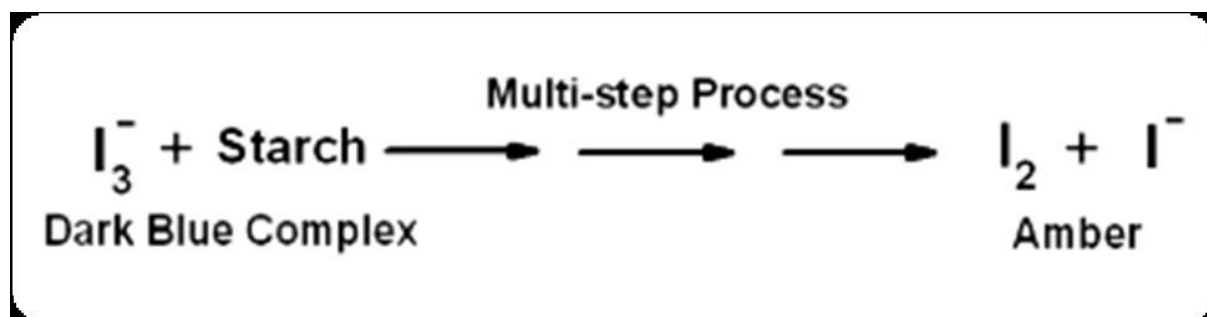 Multi-step Process
I₃⁻ + Starch → → → I₂ + I⁻
Dark Blue Complex Amber